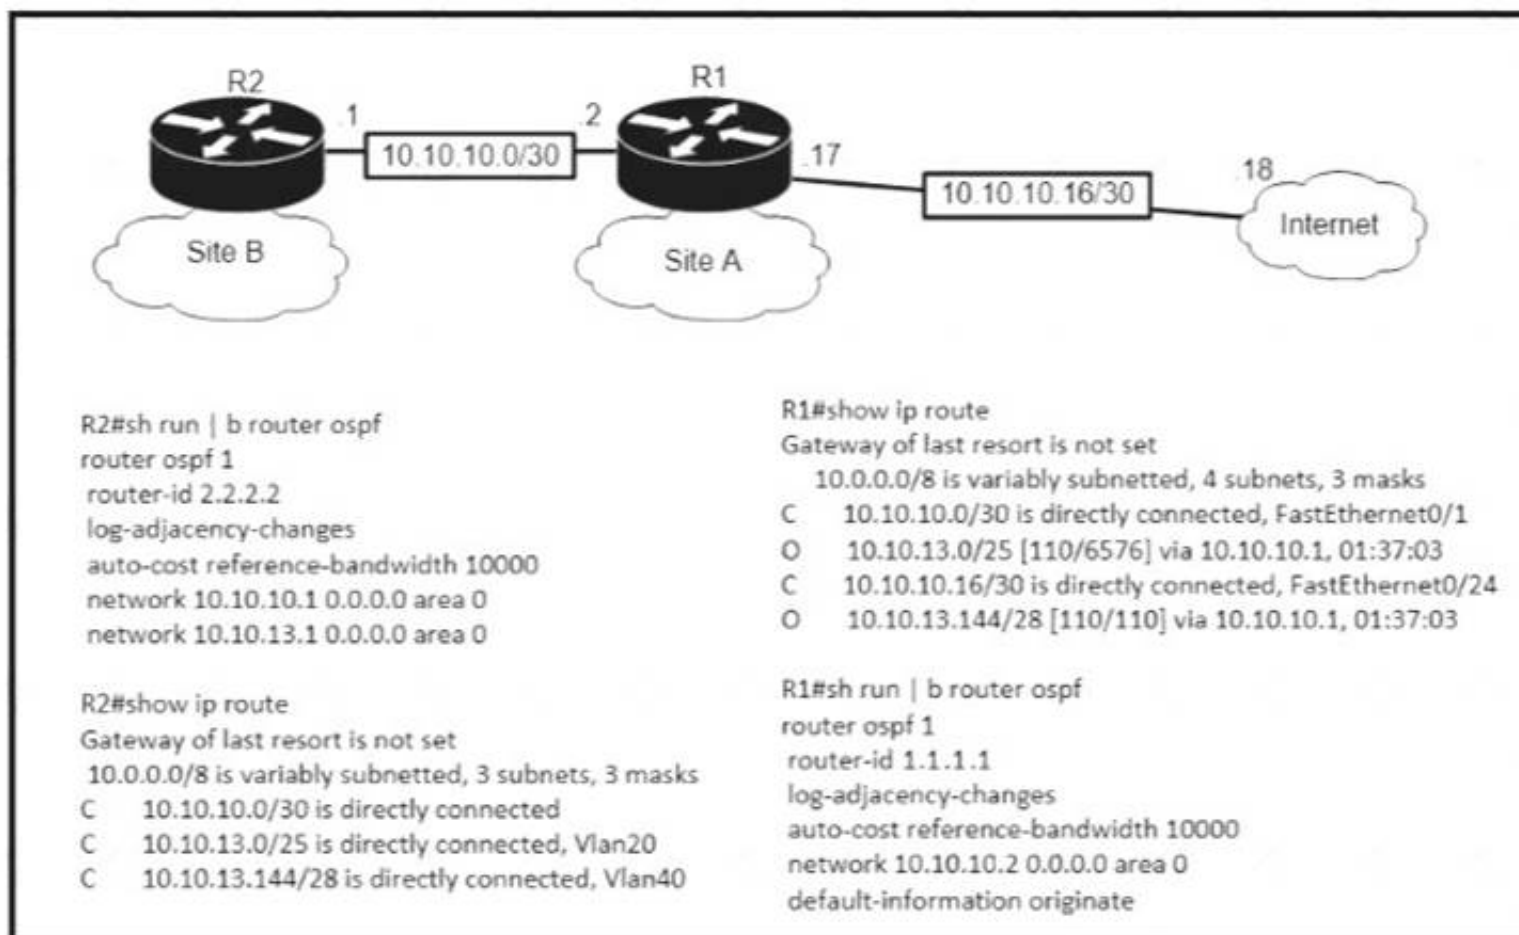 R2
R1
.1
.2
10.10.10.0/30
.17
10.10.10.16/30
.18
Internet
Site B
Site A
R2#sh run | b router ospf
router ospf 1
router-id 2.2.2.2
log-adjacency-changes
auto-cost reference-bandwidth 10000
network 10.10.10.1 0.0.0.0 area 0
network 10.10.13.1 0.0.0.0 area 0
R2#show ip route
Gateway of last resort is not set
10.0.0.0/8 is variably subnetted, 3 subnets, 3 masks
C 10.10.10.0/30 is directly connected
C 10.10.13.0/25 is directly connected, Vlan20
C 10.10.13.144/28 is directly connected, Vlan40
R1#show ip route
Gateway of last resort is not set
10.0.0.0/8 is variably subnetted, 4 subnets, 3 masks
C 10.10.10.0/30 is directly connected, FastEthernet0/1
O 10.10.13.0/25 [110/6576] via 10.10.10.1, 01:37:03
C 10.10.10.16/30 is directly connected, FastEthernet0/24
O 10.10.13.144/28 [110/110] via 10.10.10.1, 01:37:03
R1#sh run | b router ospf
router ospf 1
router-id 1.1.1.1
log-adjacency-changes
auto-cost reference-bandwidth 10000
network 10.10.10.2 0.0.0.0 area 0
default-information originate